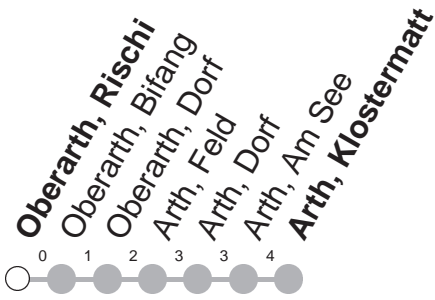 Oberarth, Rischi
Oberarth, Bifang
Oberarth, Dorf
Arth, Feld
Arth, Dorf
Arth, Am See
Arth, Klostermatt
0 1 2 3 3 4